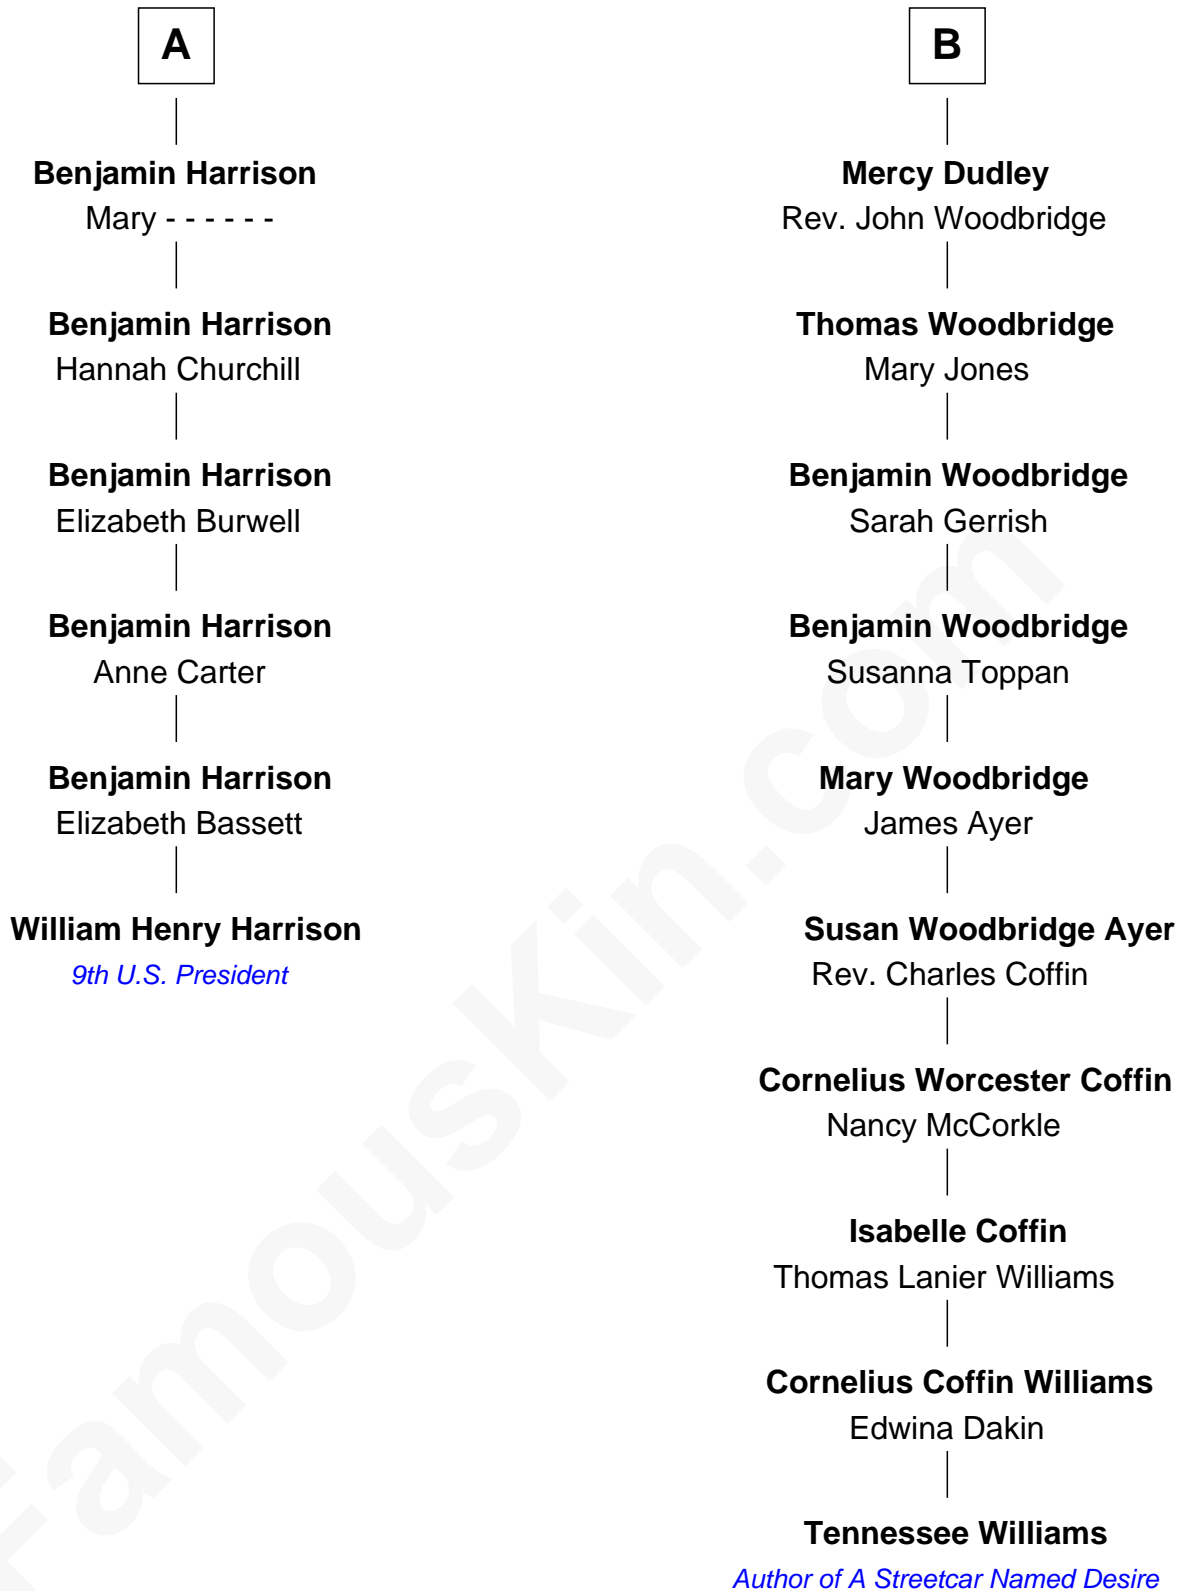 A
Benjamin Harrison
Mary - - - - - -
Benjamin Harrison
Hannah Churchill
Benjamin Harrison
Elizabeth Burwell
Benjamin Harrison
Anne Carter
Benjamin Harrison
Elizabeth Bassett
William Henry Harrison
9th U.S. President
B
Mercy Dudley
Rev. John Woodbridge
Thomas Woodbridge
Mary Jones
Benjamin Woodbridge
Sarah Gerrish
Benjamin Woodbridge
Susanna Toppan
Mary Woodbridge
James Ayer
Susan Woodbridge Ayer
Rev. Charles Coffin
Cornelius Worcester Coffin
Nancy McCorkle
Isabelle Coffin
Thomas Lanier Williams
Cornelius Coffin Williams
Edwina Dakin
Tennessee Williams
Author of A Streetcar Named Desire
FamousKin.com